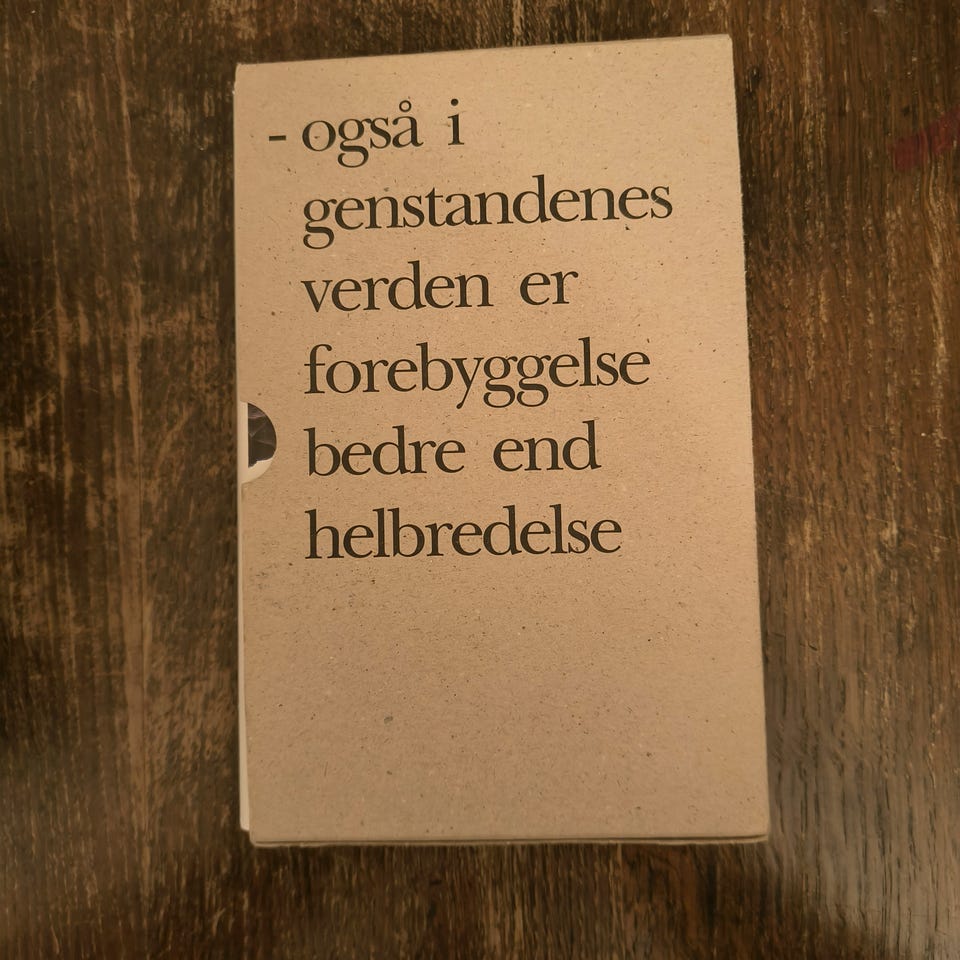 - også i
genstandenes
verden er
forebyggelse
bedre end
helbredelse